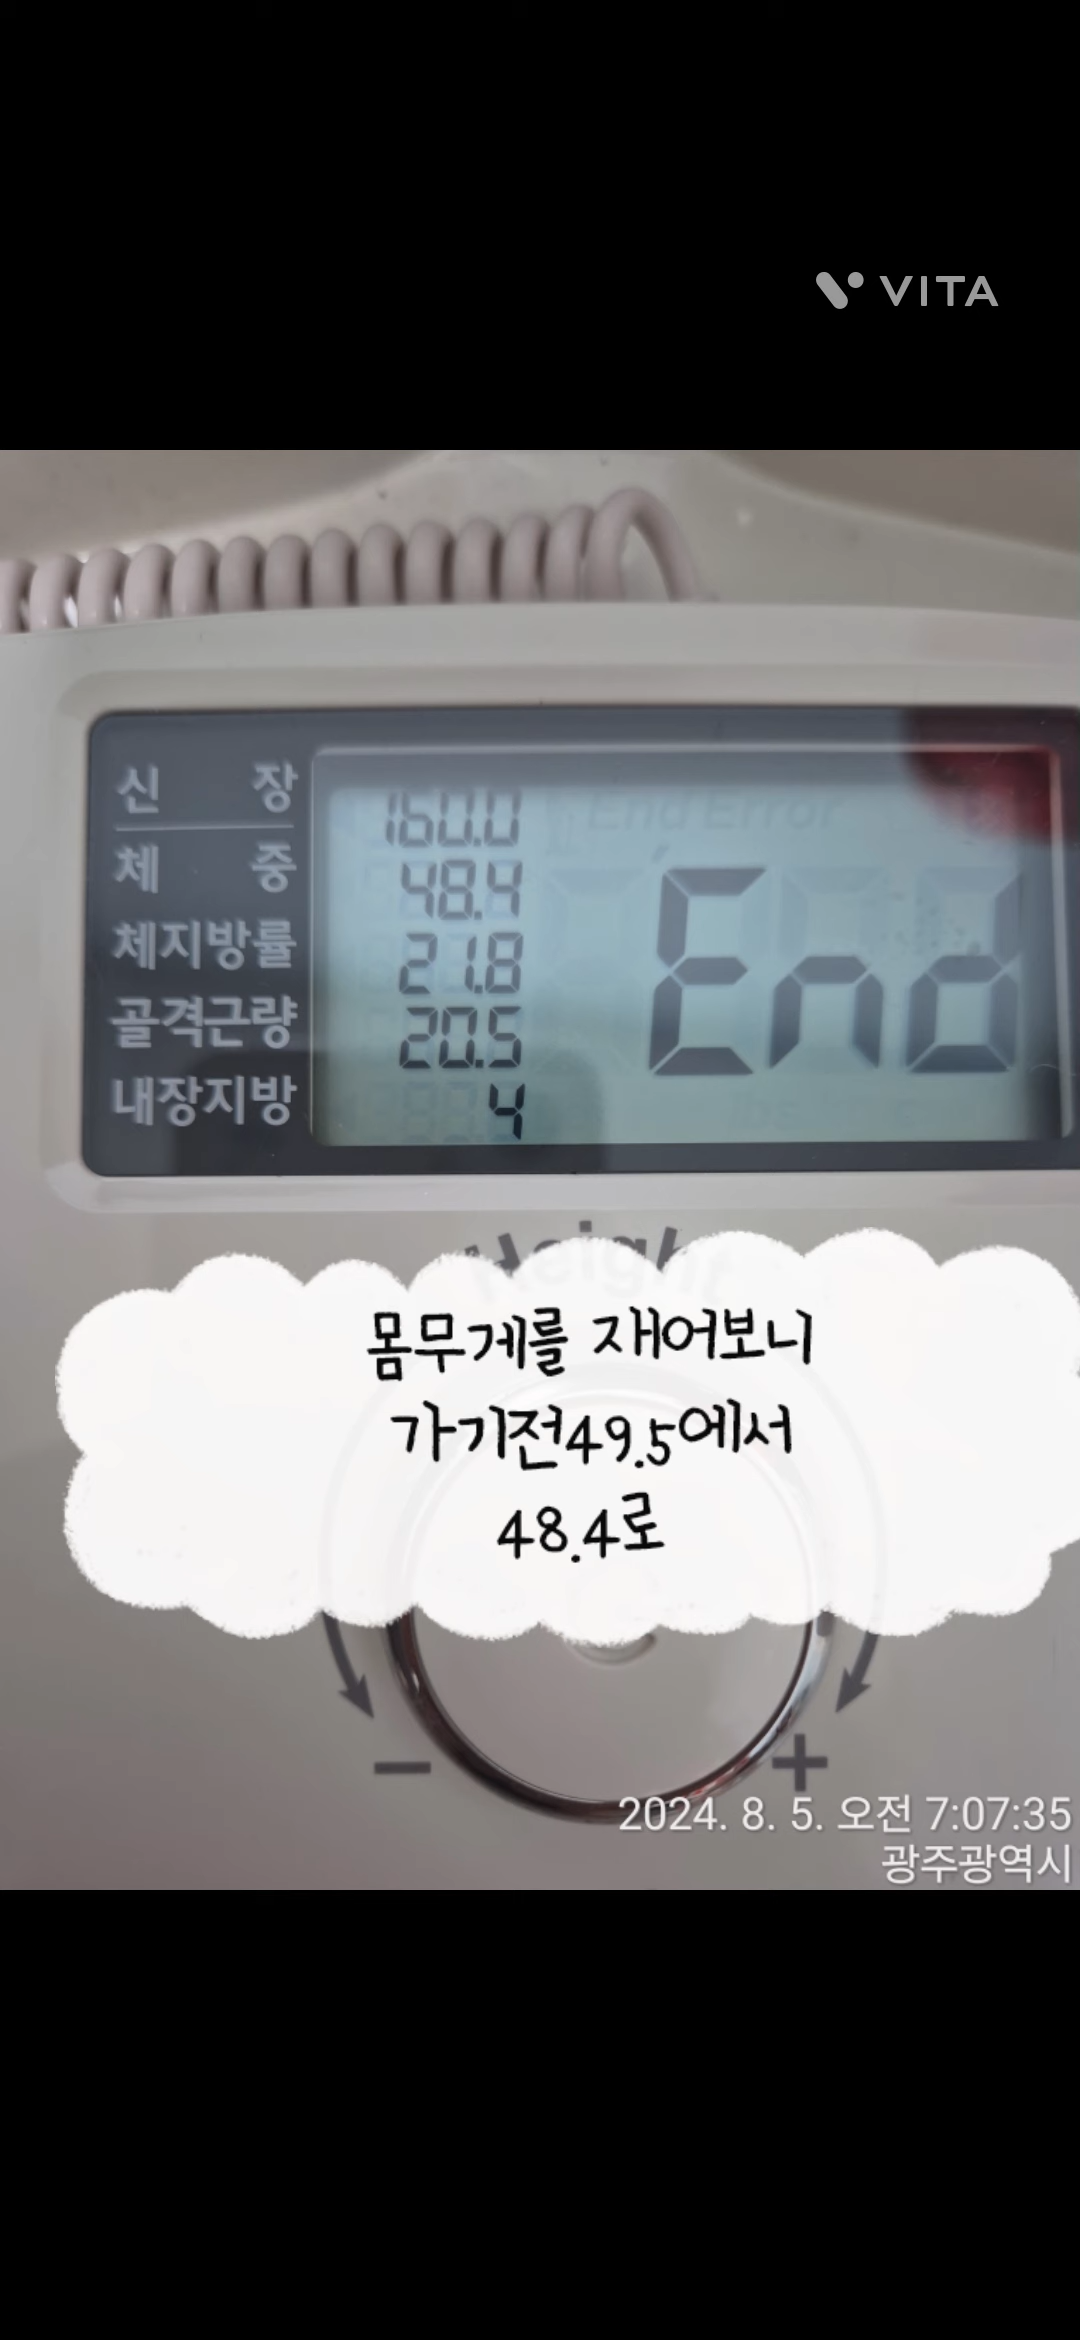 VITA
신 장 160.0
체 중 48.4
체지방률 21.8
골격근량 20.5
내장지방 4
End Error
End
Height
몸무게를 재어보니
가기전49.5에서
48.4로
− +
2024. 8. 5. 오전 7:07:35
광주광역시